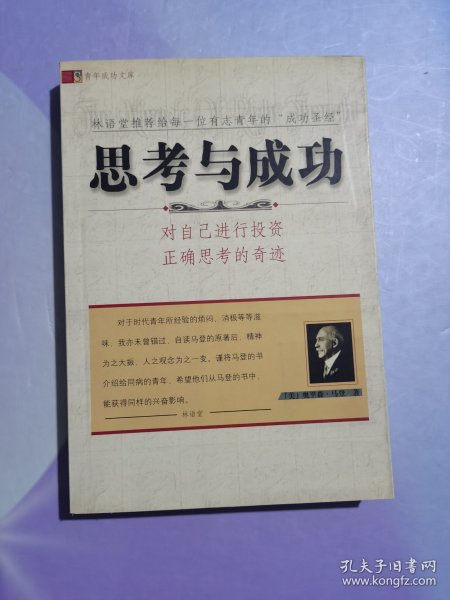 青年成功文库
林语堂推荐给每一位有志青年的“成功圣经”
思考与成功
对自己进行投资
正确思考的奇迹
对于时代青年所经验的烦闷、消极等等滋
味，我亦未曾错过，自读马登的原著后，精神
为之大振，人之观念为之一变。谨将马登的书
介绍给同病的青年，希望他们从马登的书中，
能获得同样的兴奋影响。
林语堂
［美］奥里森·马登 著
孔夫子旧书网
www.kongfz.com